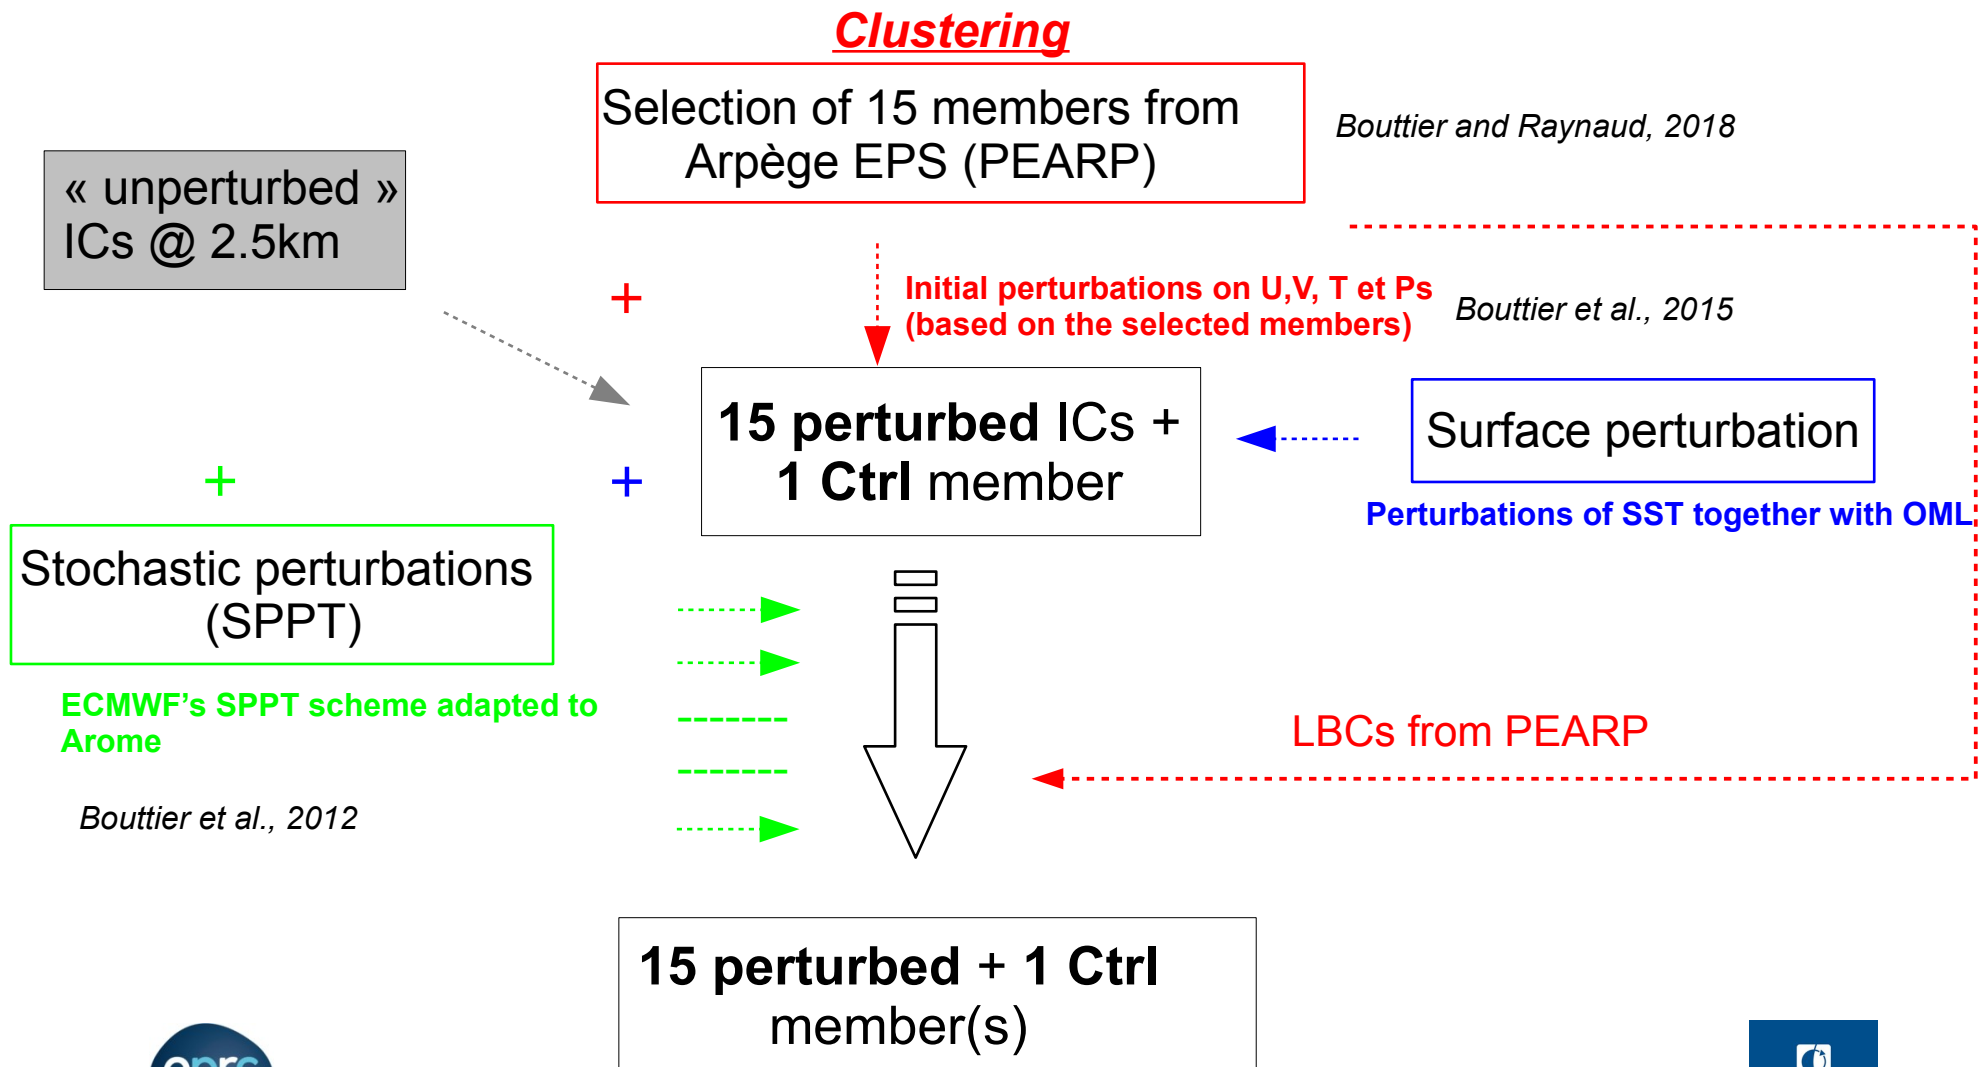 Clustering
Selection of 15 members from
Arpège EPS (PEARP)
Bouttier and Raynaud, 2018
« unperturbed »
ICs @ 2.5km
+
Initial perturbations on U,V, T et Ps
(based on the selected members)
Bouttier et al., 2015
15 perturbed ICs +
1 Ctrl member
Surface perturbation
+
+
Perturbations of SST together with OML
Stochastic perturbations
(SPPT)
ECMWF's SPPT scheme adapted to
Arome
LBCs from PEARP
Bouttier et al., 2012
15 perturbed + 1 Ctrl
member(s)